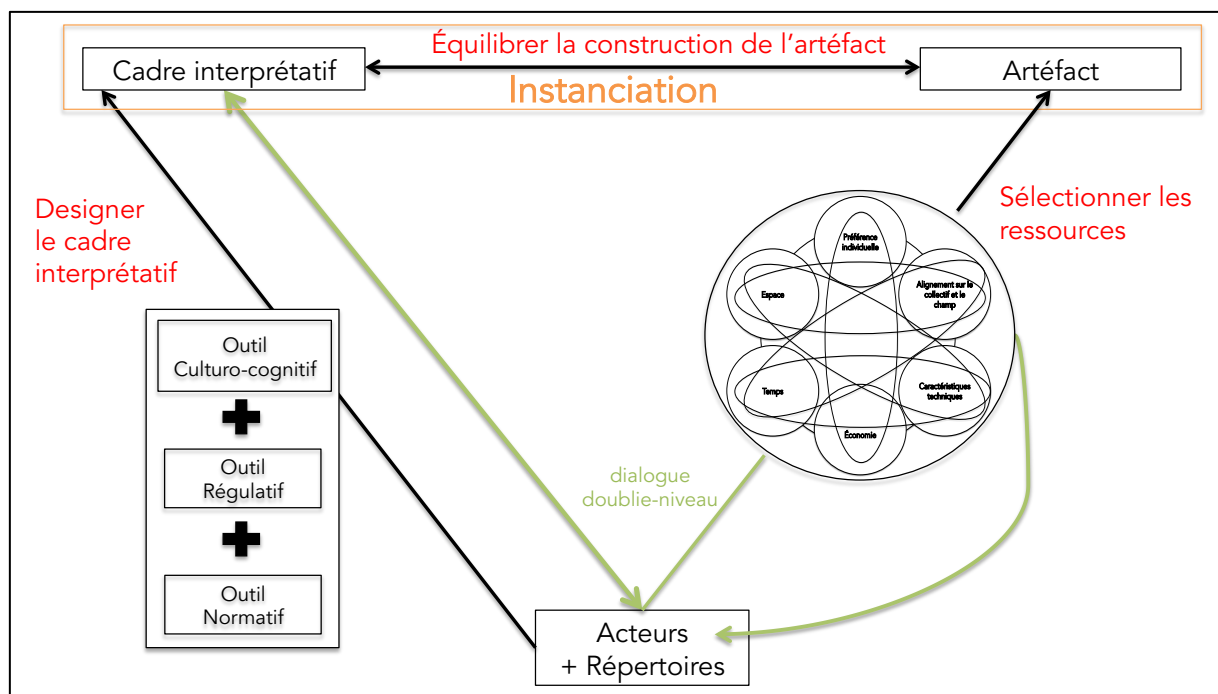 Équilibrer la construction de l’artéfact
Cadre interprétatif
Artéfact
Instanciation
Designer
le cadre
interprétatif
Sélectionner les
ressources
Préférence
individuelle
Espace
Alignement sur le
collectif et le
champ
Temps
Caractéristiques
techniques
Économie
Outil
Culturo-cognitif
Outil
Régulatif
Outil
Normatif
dialogue
doublie-niveau
Acteurs
+ Répertoires